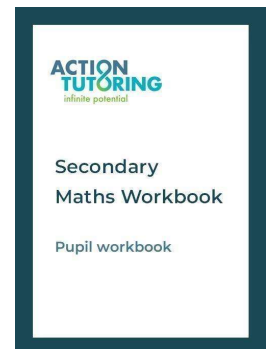 ACTION
TUTORING
infinite potential
Secondary
Maths Workbook
Pupil workbook